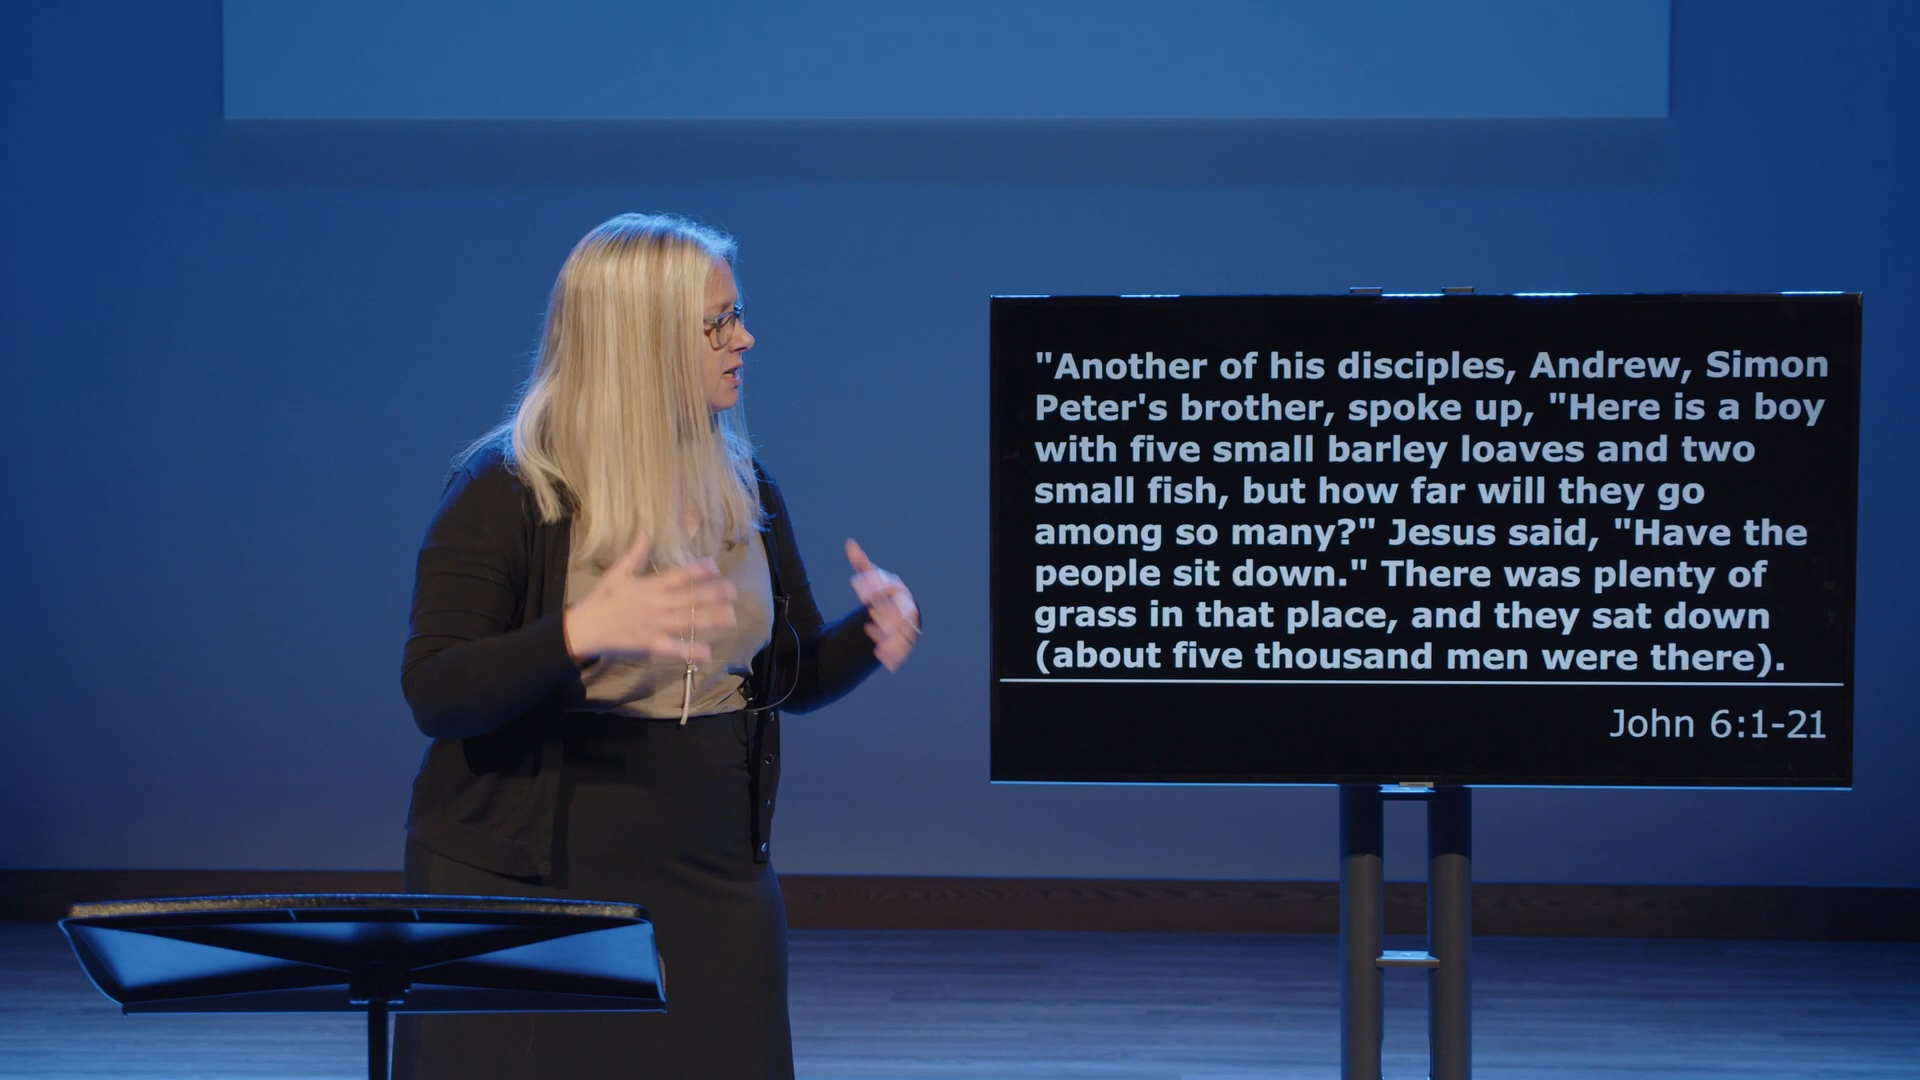 "Another of his disciples, Andrew, Simon
Peter's brother, spoke up, "Here is a boy
with five small barley loaves and two
small fish, but how far will they go
among so many?" Jesus said, "Have the
people sit down." There was plenty of
grass in that place, and they sat down
(about five thousand men were there).
John 6:1-21